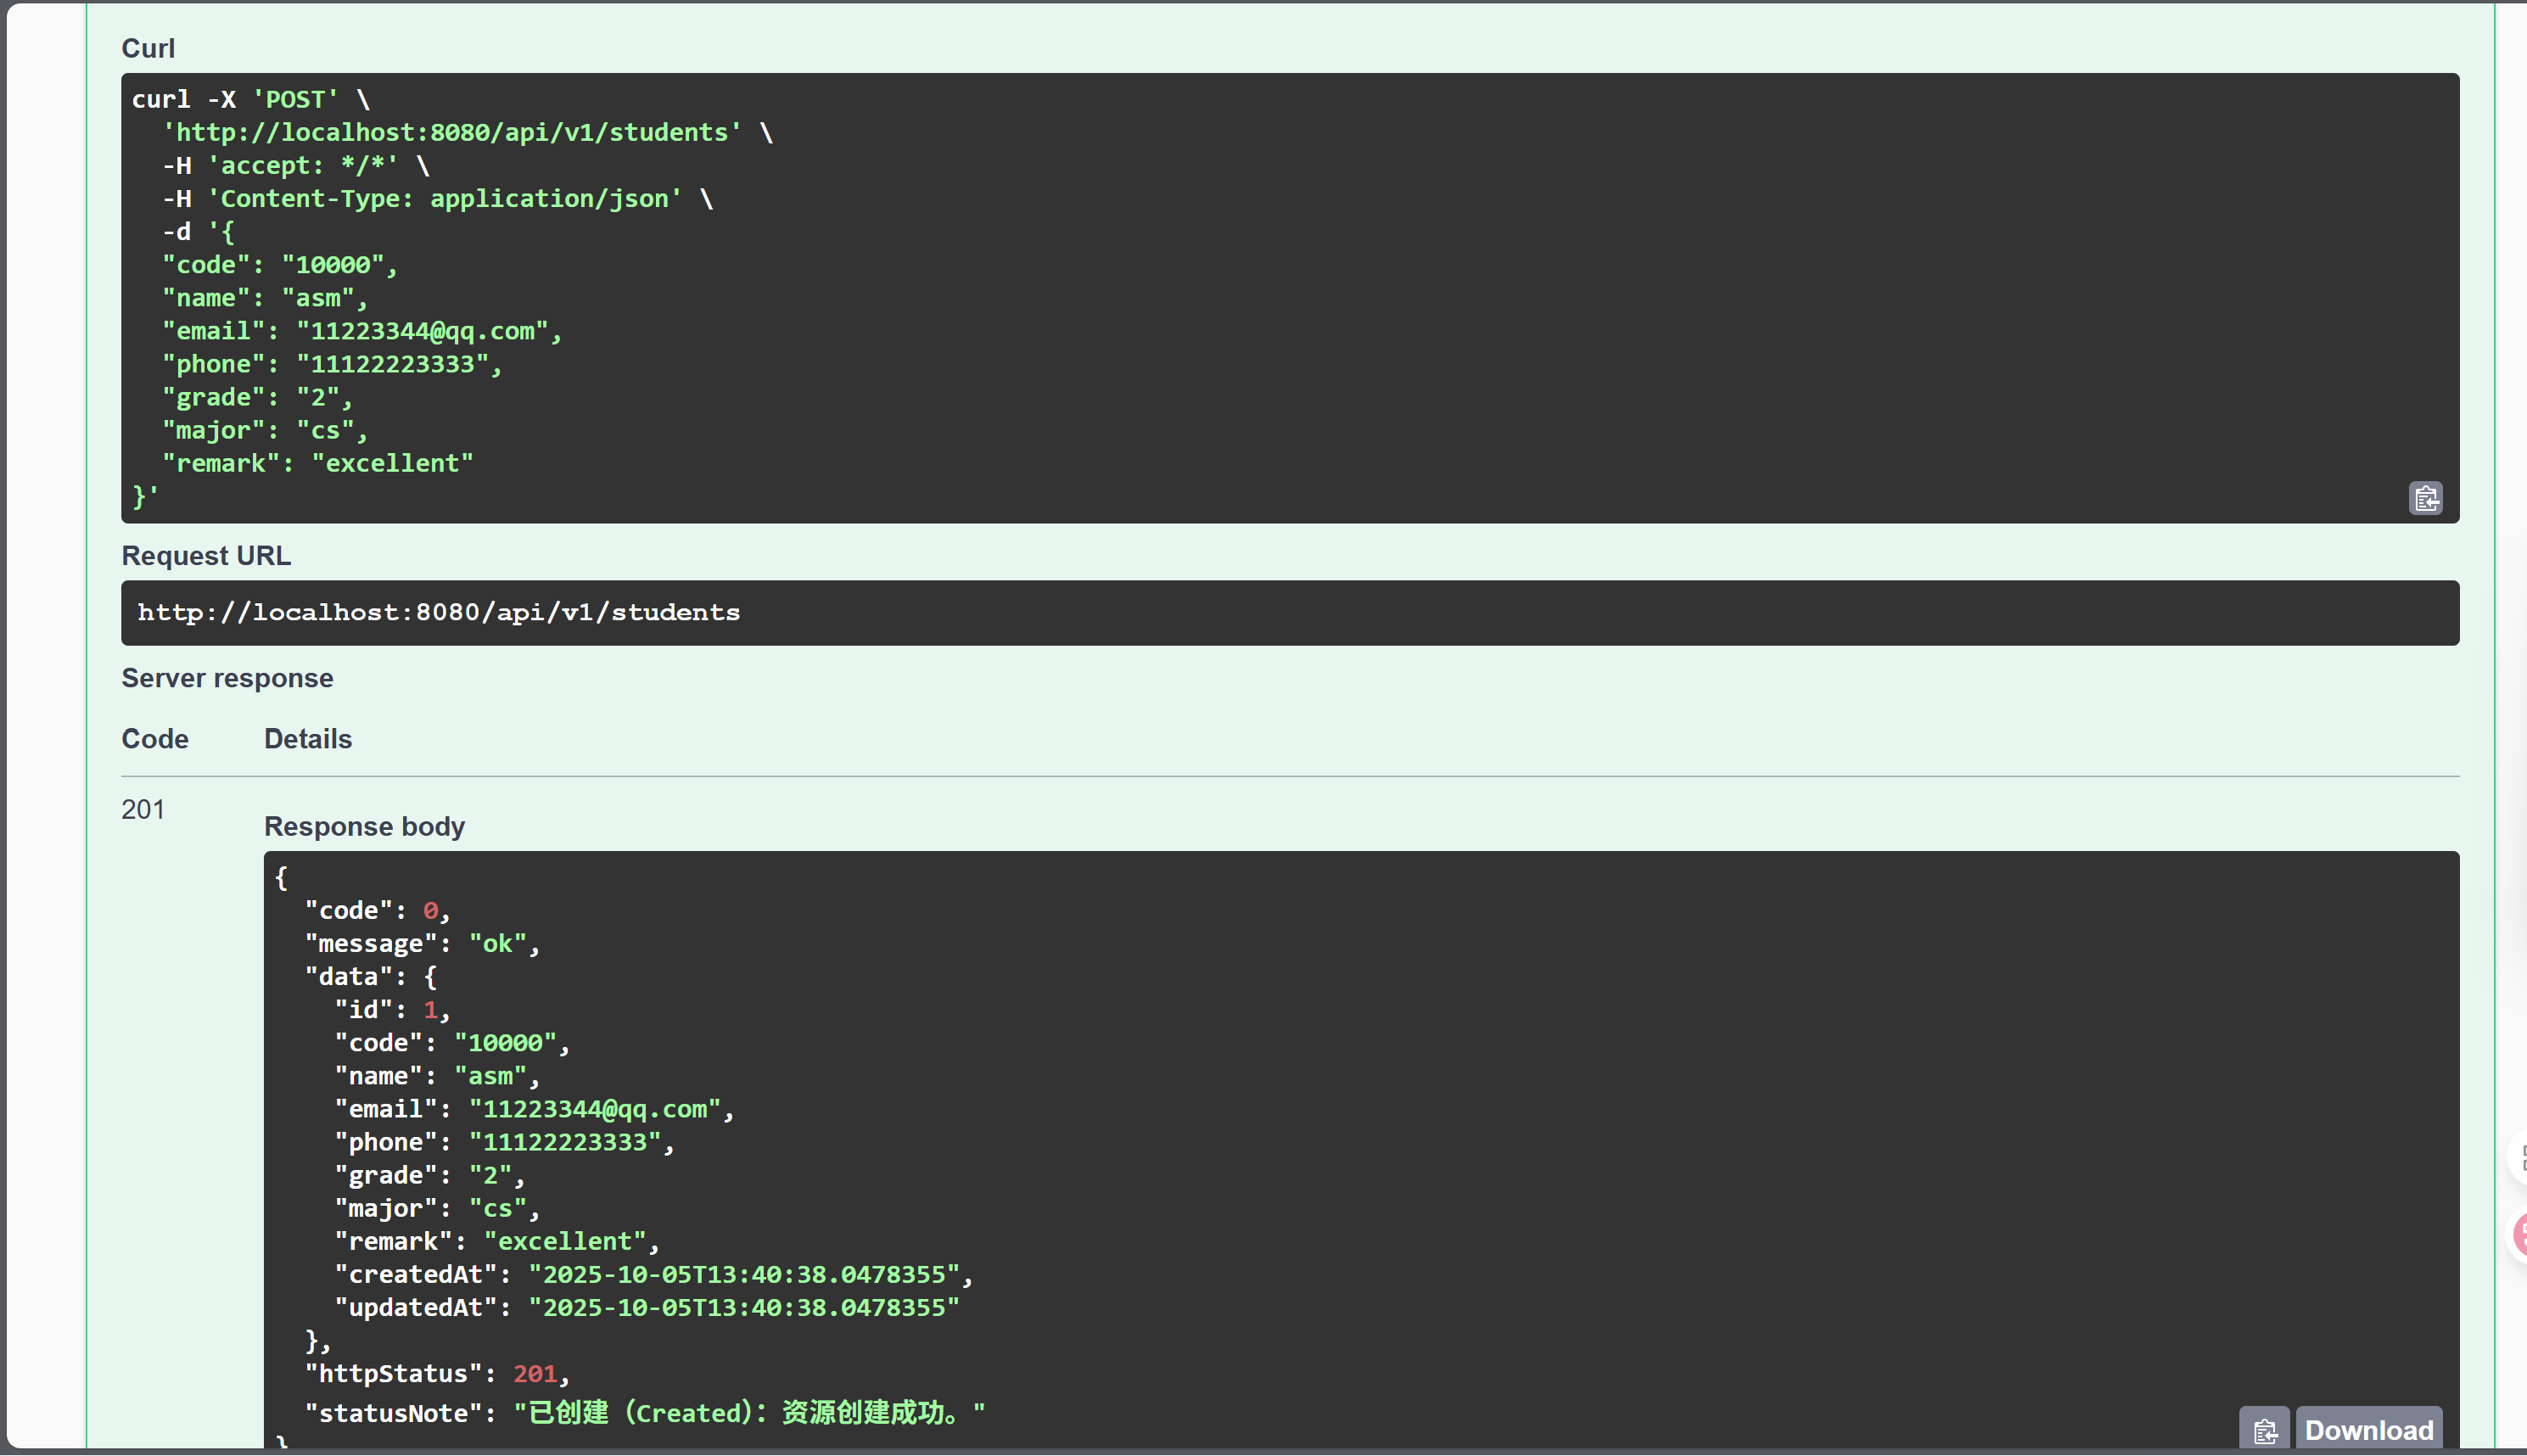 Curl
curl -X 'POST' \
  'http://localhost:8080/api/v1/students' \
  -H 'accept: */*' \
  -H 'Content-Type: application/json' \
  -d '{
  "code": "10000",
  "name": "asm",
  "email": "11223344@qq.com",
  "phone": "11122223333",
  "grade": "2",
  "major": "cs",
  "remark": "excellent"
}'
Request URL
http://localhost:8080/api/v1/students
Server response
Code Details
201
Response body
{
  "code": 0,
  "message": "ok",
  "data": {
    "id": 1,
    "code": "10000",
    "name": "asm",
    "email": "11223344@qq.com",
    "phone": "11122223333",
    "grade": "2",
    "major": "cs",
    "remark": "excellent",
    "createdAt": "2025-10-05T13:40:38.0478355",
    "updatedAt": "2025-10-05T13:40:38.0478355"
  },
  "httpStatus": 201,
  "statusNote": "已创建（Created）：资源创建成功。"
}
Download